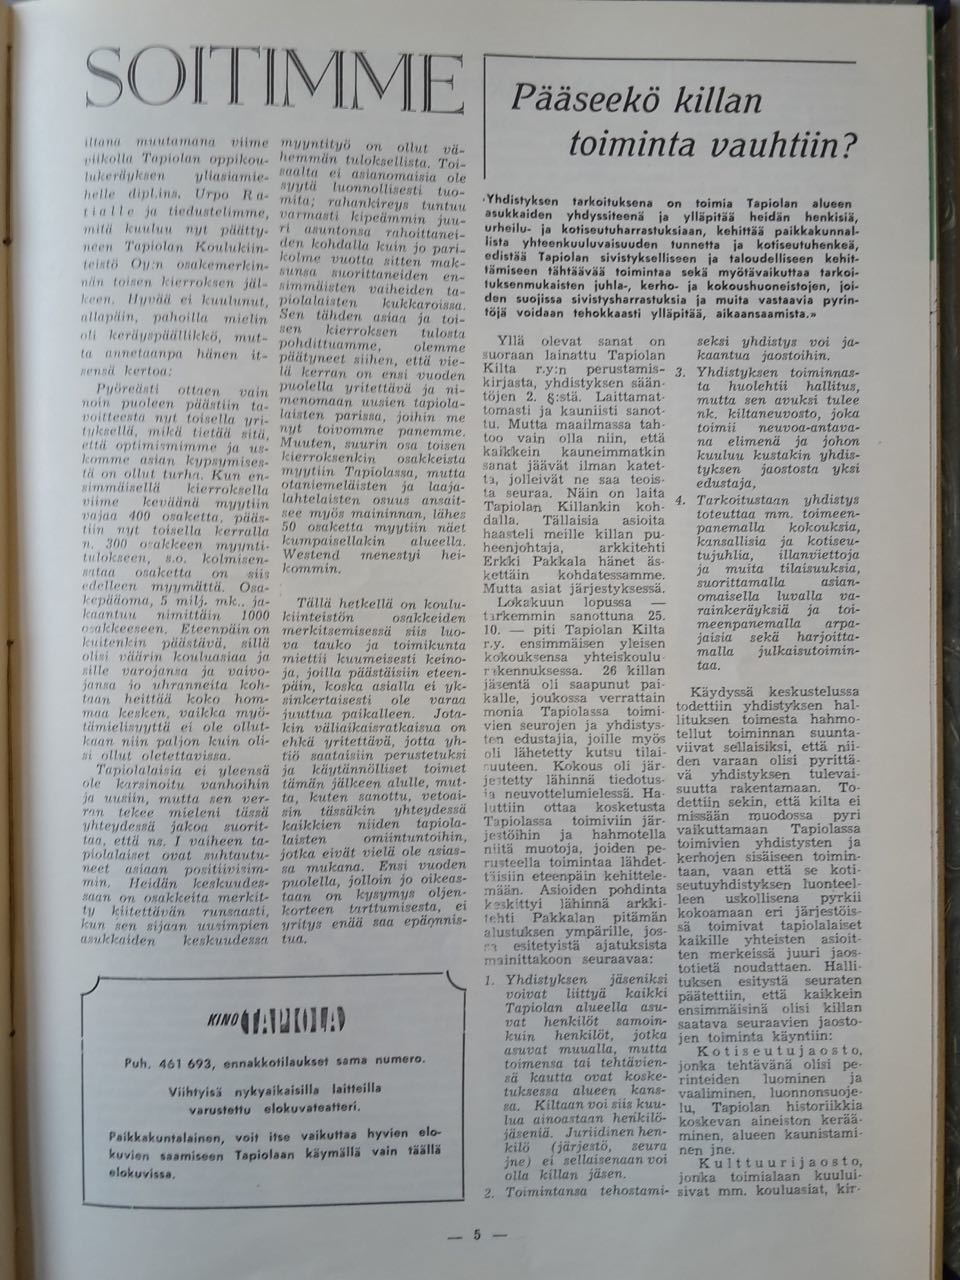 SOITIMME
iltana muutamana viime
viikolla Tapiolan oppikou-
lukeräyksen yliasiamie-
helle dipl.ins. Urpo Ra-
tialle ja tiedustelimme,
mitä kuuluu nyt päätty-
neen Tapiolan Koulukiin-
teistö Oy:n osakemerkin-
nän toisen kierroksen jäl-
keen. Hyvää ei kuulunut,
allapäin, pahoilla mielin
oli keräyspäällikkö, mut-
ta annetaanpa hänen it-
sensä kertoa:
Pyöreästi ottaen vain
noin puoleen päästiin ta-
voitteesta nyt toisella yri-
tyksellä, mikä tietää sitä,
että optimismimme ja us-
komme asian kypsymises-
tä on ollut turha. Kun en-
simmäisellä kierroksella
viime keväänä myytiin
vajaa 400 osaketta, pääs-
tiin nyt toisella kerralla
n. 300 osakkeen myynti-
tulokseen, s.o. kolmisen-
sataa osaketta on siis
edelleen myymättä. Osa-
kepääoma, 5 milj. mk., ja-
kaantuu nimittäin 1000
osakkeeseen. Eteenpäin on
kuitenkin päästävä, sillä
olisi väärin kouluasiaa ja
sille varojansa ja vaivo-
jansa jo uhranneita koh-
taan heittää koko hom-
maa kesken, vaikka myö-
tämielisyyttä ei ole ollut-
kaan niin paljon kuin oli-
si ollut oletettavissa.
Tapiolalaisia ei yleensä
ole karsinoitu vanhoihin
ja uusiin, mutta sen ver-
ran tekee mieleni tässä
yhteydessä jakoa suorit-
taa, että ns. I vaiheen ta-
piolalaiset ovat suhtautu-
neet asiaan positiivisim-
min. Heidän keskuudes-
saan on osakkeita merkit-
ty kiitettävän runsaasti,
kun sen sijaan uusimpien
asukkaiden keskuudessa
myyntityö on ollut vä-
hemmän tuloksellista. Toi-
saalta ei asianomaisia ole
syytä luonnollisesti tuo-
mita; rahankireys tuntuu
varmasti kipeämmin juu-
ri asuntonsa rahoittanei-
den kohdalla kuin jo pari-
kolme vuotta sitten mak-
sunsa suorittaneiden en-
simmäisten vaiheiden ta-
piolalaisten kukkaroissa.
Sen tähden asiaa ja toi-
sen kierroksen tulosta
pohdittuamme, olemme
päätyneet siihen, että vie-
lä kerran on ensi vuoden
puolella yritettävä ja ni-
menomaan uusien tapiola-
laisten parissa, joihin me
nyt toivomme panemme.
Muuten, suurin osa toisen
kierroksenkin osakkeista
myytiin Tapiolassa, mutta
otaniemeläisten ja laaja-
lahtelaisten osuus ansait-
see myös maininnan, lähes
50 osaketta myytiin näet
kumpaisellakin alueella.
Westend menestyi hei-
kommin.
Tällä hetkellä on koulu-
kiinteistön osakkeiden
merkitsemisessä siis luo-
va tauko ja toimikunta
miettii kuumeisesti keino-
ja, joilla päästäisiin eteen-
päin, koska asialla ei yk-
sinkertaisesti ole varaa
juuttua paikalleen. Jota-
kin väliaikaisratkaisua on
ehkä yritettävä, jotta yh-
tiö saataisiin perustetuksi
ja käytännölliset toimet
tämän jälkeen alulle, mut-
ta, kuten sanottu, vetoai-
sin tässäkin yhteydessä
kaikkien niiden tapiola-
laisten omiintuntoihin,
jotka eivät vielä ole asias-
sa mukana. Ensi vuoden
puolella, jolloin jo oikeas-
taan on kysymys oljen-
korteen tarttumisesta, ei
yritys enää saa epäonnis-
tua.
KINO TAPIOLA
Puh. 461 693, ennakkotilaukset sama numero.
Viihtyisä nykyaikaisilla laitteilla
varustettu elokuvateatteri.
Paikkakuntalainen, voit itse vaikuttaa hyvien elo-
kuvien saamiseen Tapiolaan käymällä vain täällä
elokuvissa.
Pääseekö killan
toiminta vauhtiin?
»Yhdistyksen tarkoituksena on toimia Tapiolan alueen
asukkaiden yhdyssiteenä ja ylläpitää heidän henkisiä,
urheilu- ja kotiseutuharrastuksiaan, kehittää paikkakunnal-
lista yhteenkuuluvaisuuden tunnetta ja kotiseutuhenkeä,
edistää Tapiolan sivistykselliseen ja taloudelliseen kehit-
tämiseen tähtäävää toimintaa sekä myötävaikuttaa tarkoi-
tuksenmukaisten juhla-, kerho- ja kokoushuoneistojen, joi-
den suojissa sivistysharrastuksia ja muita vastaavia pyrin-
töjä voidaan tehokkaasti ylläpitää, aikaansaamista.»
Yllä olevat sanat on
suoraan lainattu Tapiolan
Kilta r.y:n perustamis-
kirjasta, yhdistyksen sään-
töjen 2. §:stä. Laittamat-
tomasti ja kauniisti sanot-
tu. Mutta maailmassa tah-
too vain olla niin, että
kaikkein kauneimmatkin
sanat jäävät ilman katet-
ta, jolleivät ne saa teois-
ta seuraa. Näin on laita
Tapiolan Killankin koh-
dalla. Tällaisia asioita
haasteli meille killan pu-
heenjohtaja, arkkitehti
Erkki Pakkala hänet äs-
kettäin kohdatessamme.
Mutta asiat järjestyksessä.
Lokakuun lopussa —
tarkemmin sanottuna 25.
10. — piti Tapiolan Kilta
r.y. ensimmäisen yleisen
kokouksensa yhteiskoulu-
rakennuksessa. 26 killan
jäsentä oli saapunut pai-
kalle, joukossa verrattain
monia Tapiolassa toimi-
vien seurojen ja yhdistys-
ten edustajia, joille myös
oli lähetetty kutsu tilai-
suuteen. Kokous oli jär-
jestetty lähinnä tiedotus-
ja neuvottelumielessä. Ha-
luttiin ottaa kosketusta
Tapiolassa toimiviin jär-
jestöihin ja hahmotella
niitä muotoja, joiden pe-
rusteella toimintaa lähdet-
täisiin eteenpäin kehittele-
mään. Asioiden pohdinta
keskittyi lähinnä arkki-
tehti Pakkalan pitämän
alustuksen ympärille, jos-
sa esitetyistä ajatuksista
mainittakoon seuraavaa:
1. Yhdistyksen jäseniksi
voivat liittyä kaikki
Tapiolan alueella asu-
vat henkilöt samoin-
kuin henkilöt, jotka
asuvat muualla, mutta
toimensa tai tehtävien-
sä kautta ovat koske-
tuksessa alueen kans-
sa. Kiltaan voi siis kuu-
lua ainoastaan henkilö-
jäseniä. Juriidinen hen-
kilö (järjestö, seura
jne) ei sellaisenaan voi
olla killan jäsen.
2. Toimintansa tehostami-
seksi yhdistys voi ja-
kaantua jaostoihin.
3. Yhdistyksen toiminnas-
ta huolehtii hallitus,
mutta sen avuksi tulee
nk. kiltaneuvosto, joka
toimii neuvoa-antava-
na elimenä ja johon
kuuluu kustakin yhdis-
tyksen jaostosta yksi
edustaja,
4. Tarkoitustaan yhdistys
toteuttaa mm. toimeen-
panemalla kokouksia,
kansallisia ja kotiseu-
tujuhlia, illanviettoja
ja muita tilaisuuksia,
suorittamalla asian-
omaisella luvalla va-
rainkeräyksiä ja toi-
meenpanemalla arpa-
jaisia sekä harjoitta-
malla julkaisutoimin-
taa.
Käydyssä keskustelussa
todettiin yhdistyksen hal-
lituksen toimesta hahmo-
tellut toiminnan suunta-
viivat sellaisiksi, että nii-
den varaan olisi pyrittä-
vä yhdistyksen tulevai-
suutta rakentamaan. To-
dettiin sekin, että kilta ei
missään muodossa pyri
vaikuttamaan Tapiolassa
toimivien yhdistysten ja
kerhojen sisäiseen toimin-
taan, vaan että se koti-
seutuyhdistyksen luonteel-
leen uskollisena pyrkii
kokoamaan eri järjestöis-
sä toimivat tapiolalaiset
kaikille yhteisten asioit-
ten merkeissä juuri jaos-
totietä noudattaen. Halli-
tuksen esitystä seuraten
päätettiin, että kaikkein
ensimmäisinä olisi killan
saatava seuraavien jaosto-
jen toiminta käyntiin:
Kotiseutujaosto,
jonka tehtävänä olisi pe-
rinteiden luominen ja
vaaliminen, luonnonsuoje-
lu, Tapiolan historiikkia
koskevan aineiston kerää-
minen, alueen kaunistami-
nen jne.
Kulttuurijaosto,
jonka toimialaan kuului-
sivat mm. kouluasiat, kir-
— 5 —